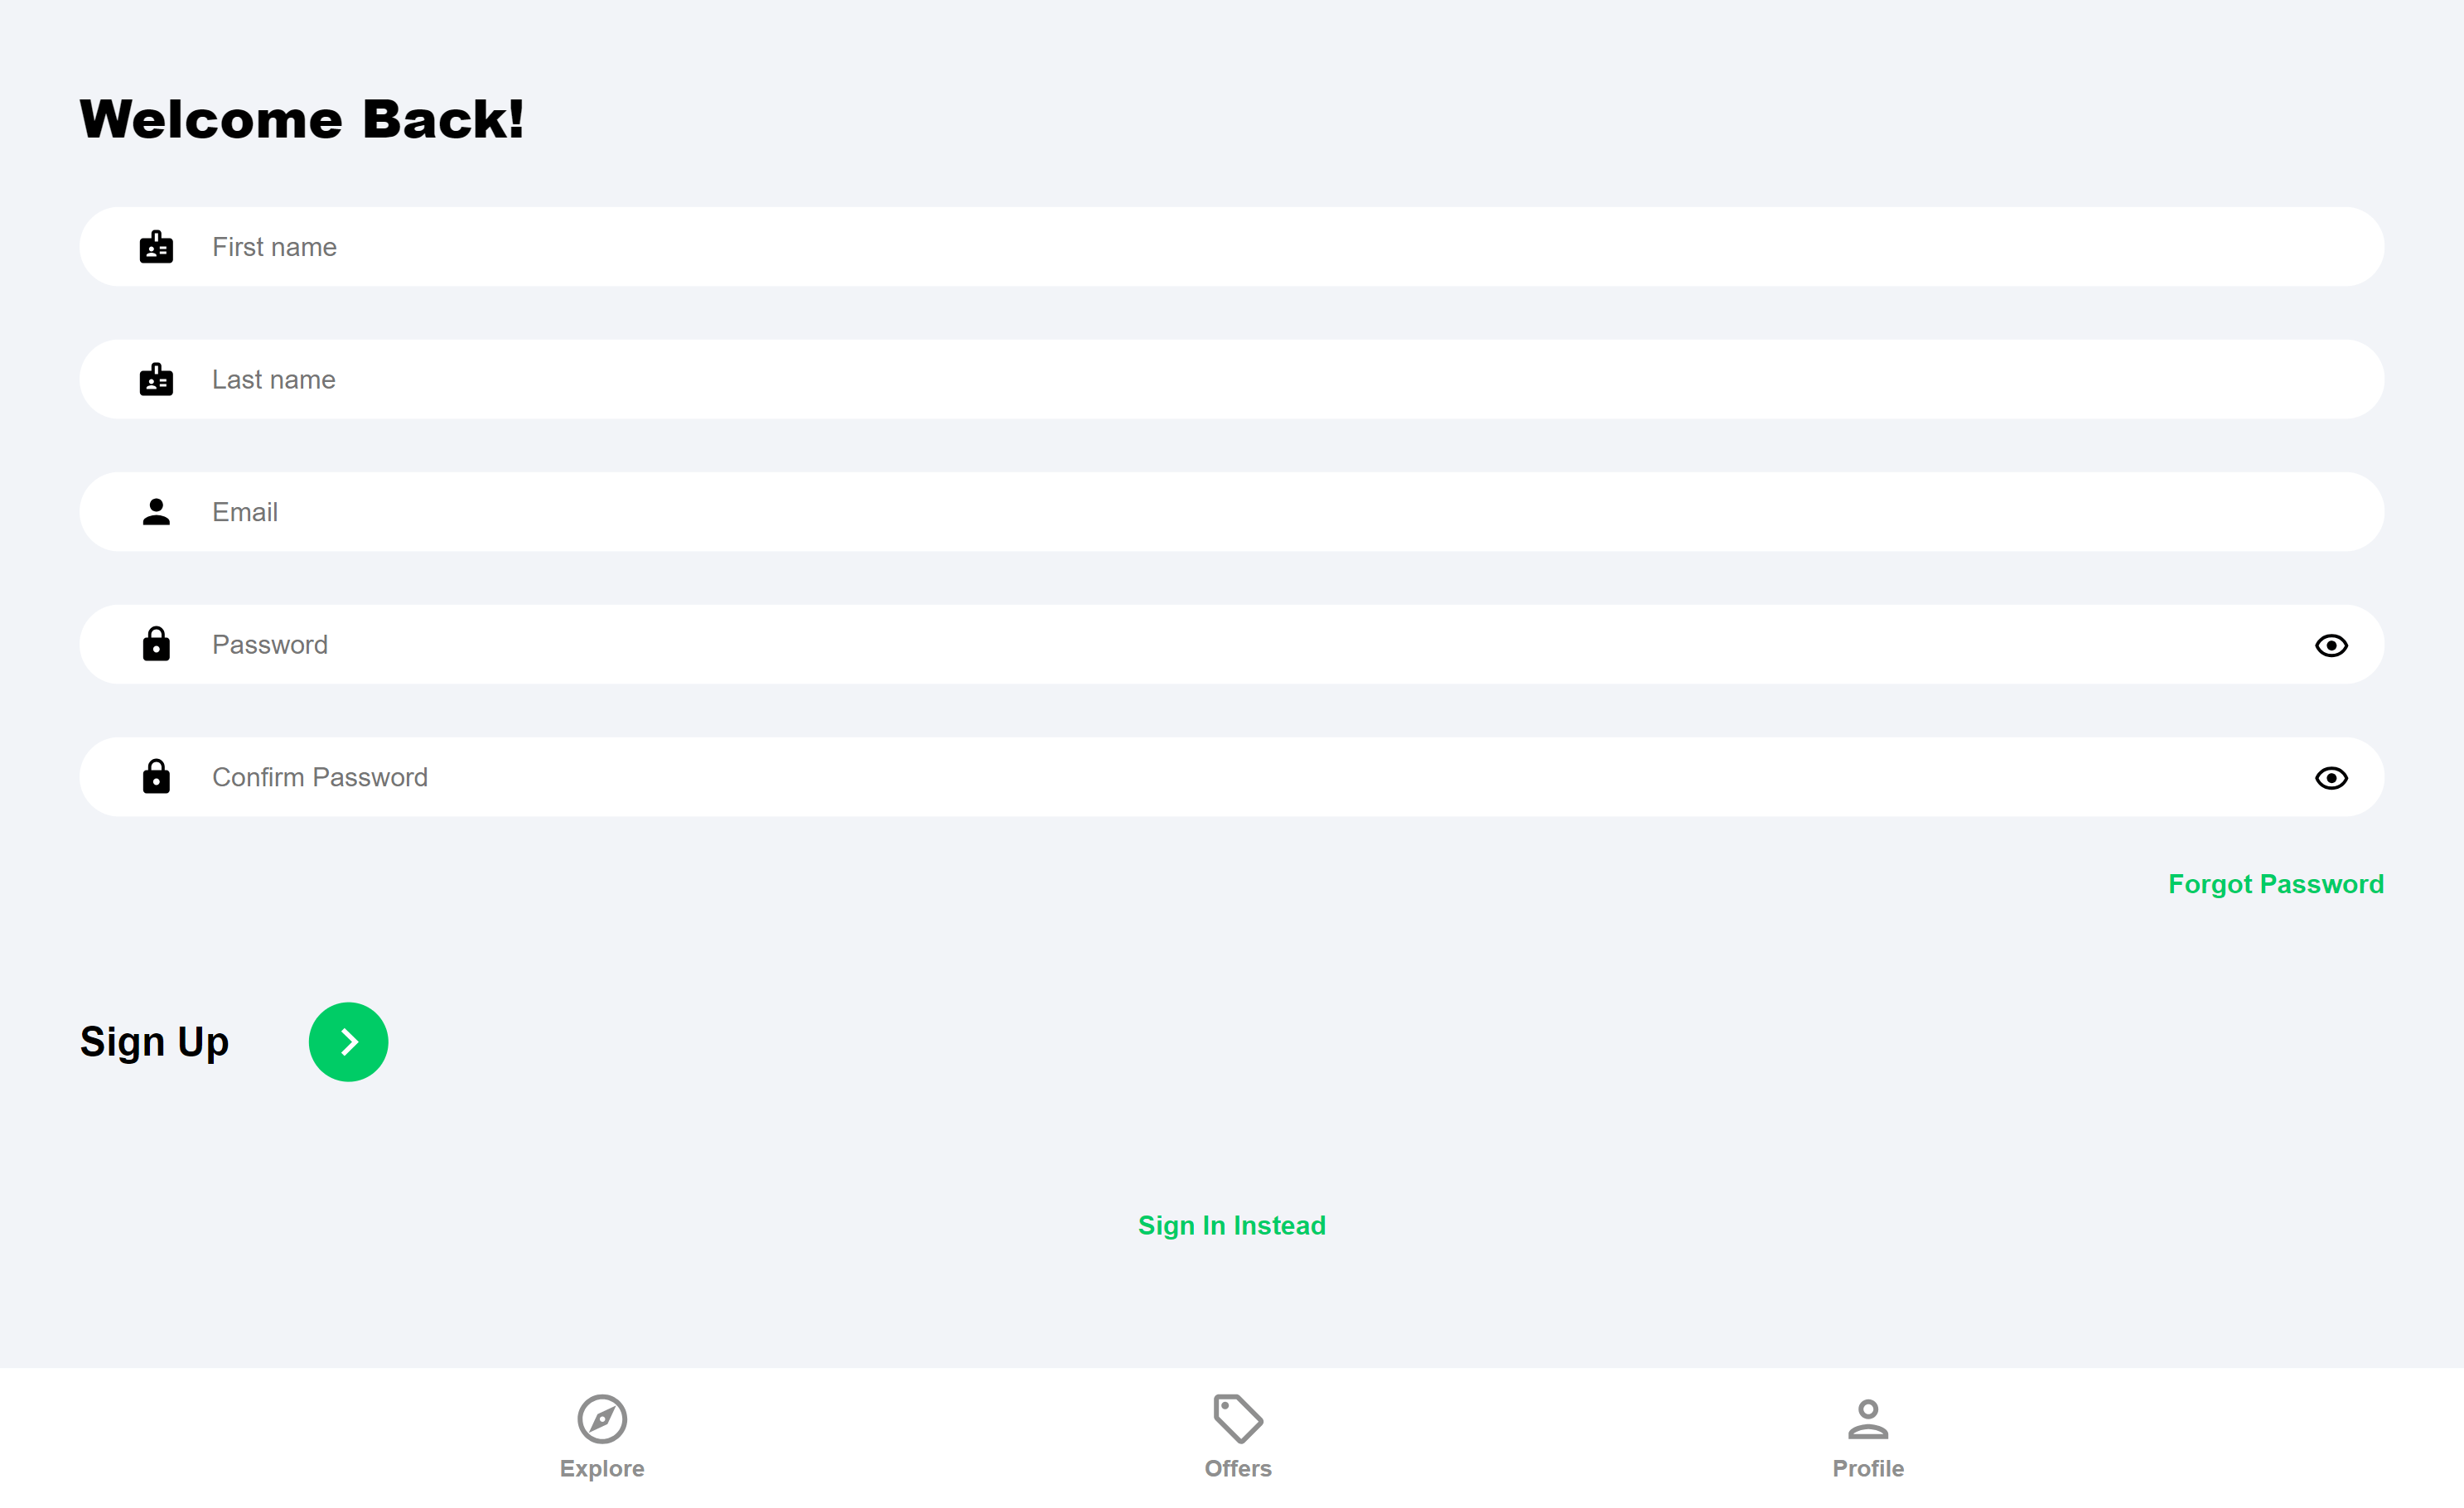 Welcome Back!
First name
Last name
Email
Password
Confirm Password
Forgot Password
Sign Up
Sign In Instead
Explore
Offers
Profile